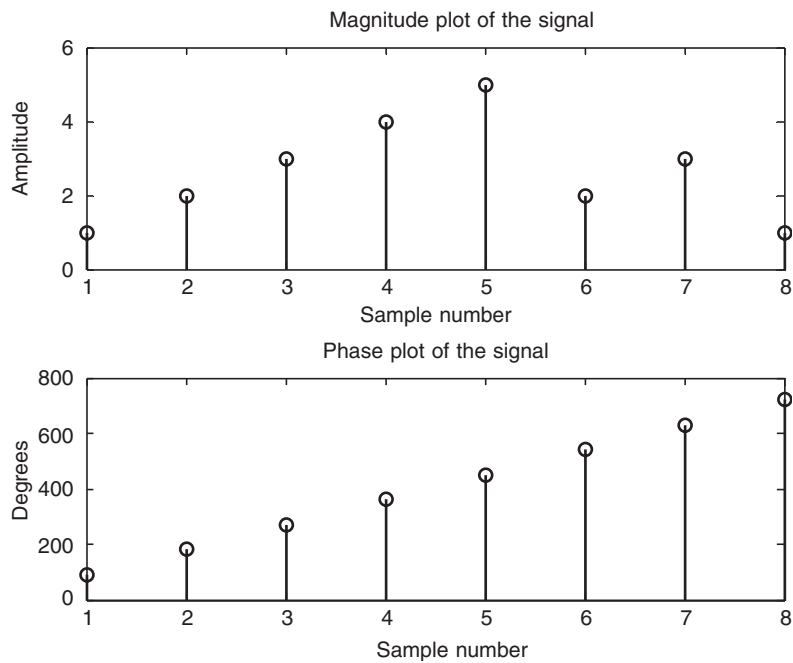 Magnitude plot of the signal
6
4
2
0
Amplitude
1 2 3 4 5 6 7 8
Sample number
Phase plot of the signal
800
600
400
200
0
Degrees
1 2 3 4 5 6 7 8
Sample number